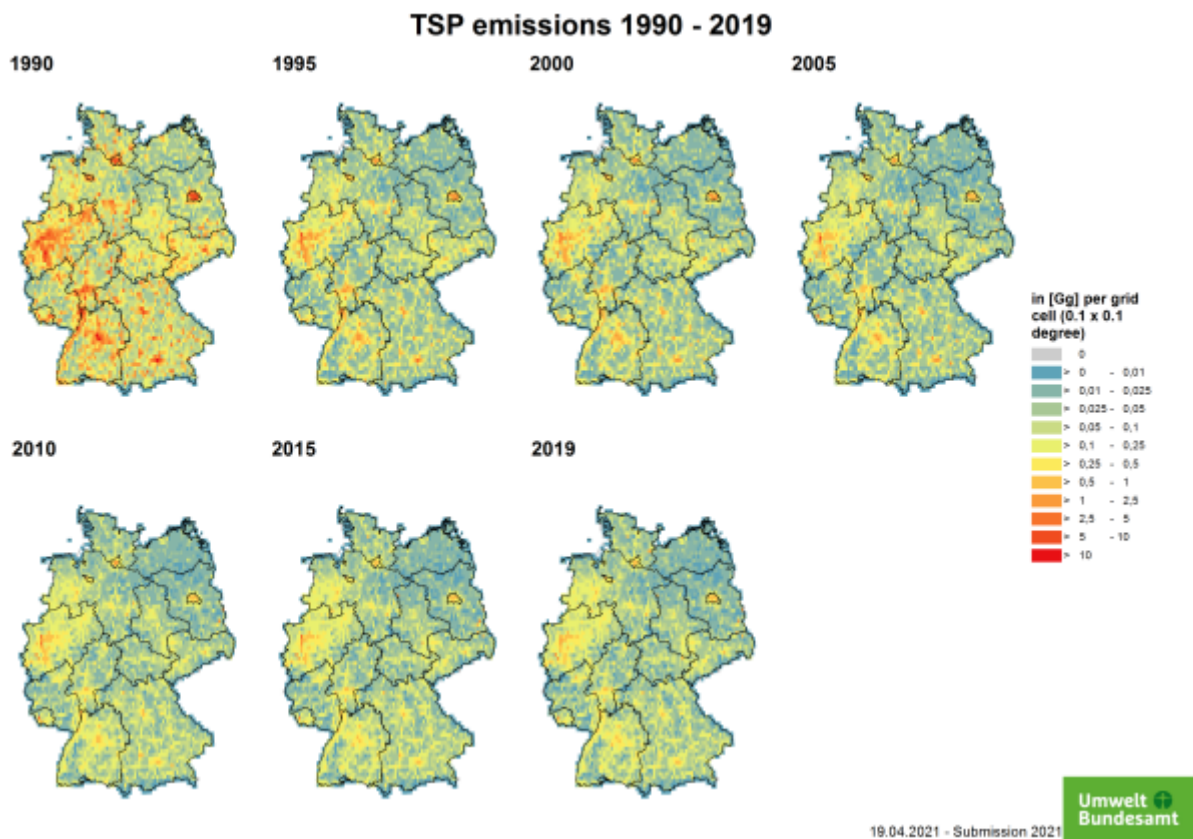 TSP emissions 1990 - 2019
1990
1995
2000
2005
in [Gg] per grid
cell (0.1 x 0.1
degree)
0
> 0 - 0,01
> 0,01 - 0,025
> 0,025 - 0,05
> 0,05 - 0,1
> 0,1 - 0,25
> 0,25 - 0,5
> 0,5 - 1
> 1 - 2,5
> 2,5 - 5
> 5 - 10
> 10
2010
2015
2019
Umwelt
Bundesamt
19.04.2021 - Submission 2021